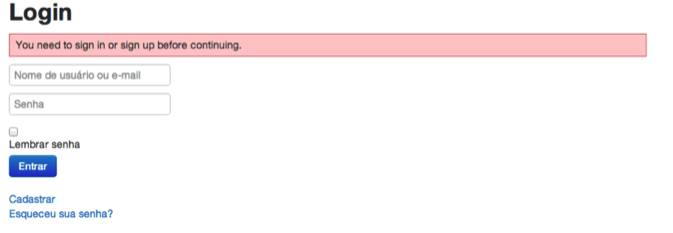 Login
You need to sign in or sign up before continuing.
Nome de usuário ou e-mail
Senha
Lembrar senha
Entrar
Cadastrar
Esqueceu sua senha?